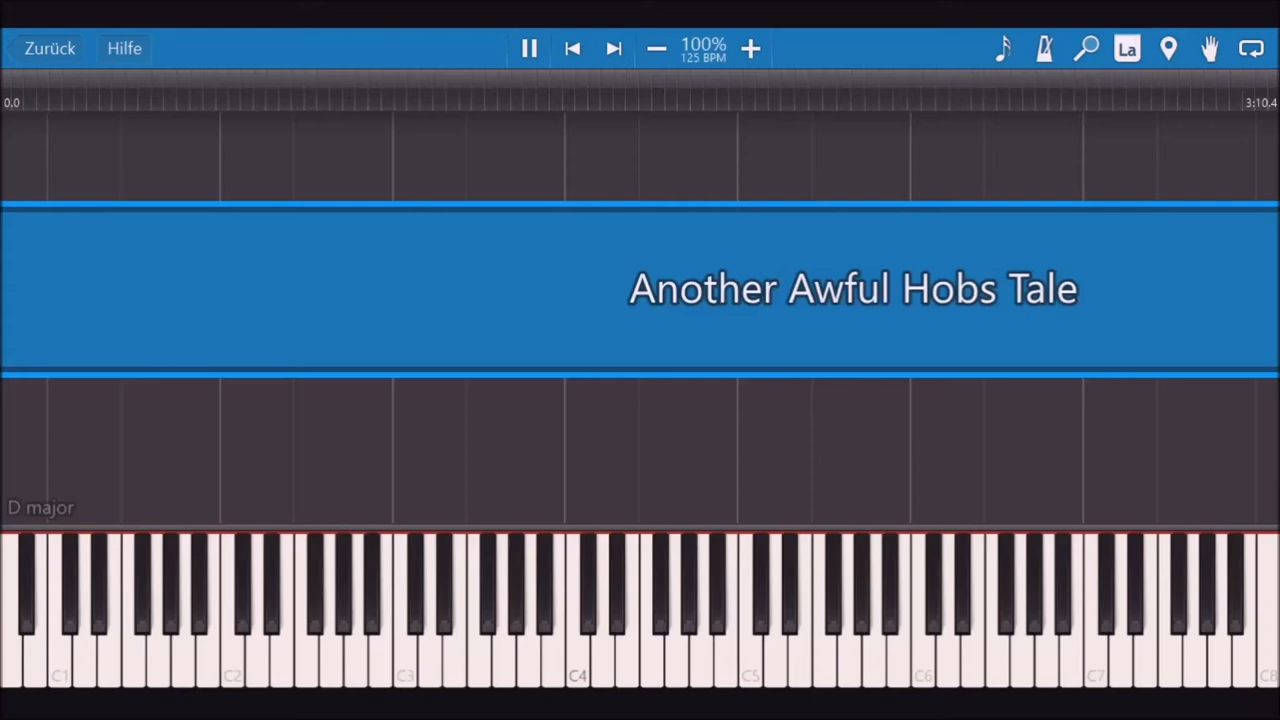 Zurück Hilfe 100%
125 BPM La
0,0 3:10,4
Another Awful Hobs Tale
D major
C1 C2 C3 C4 C5 C6 C7 C8